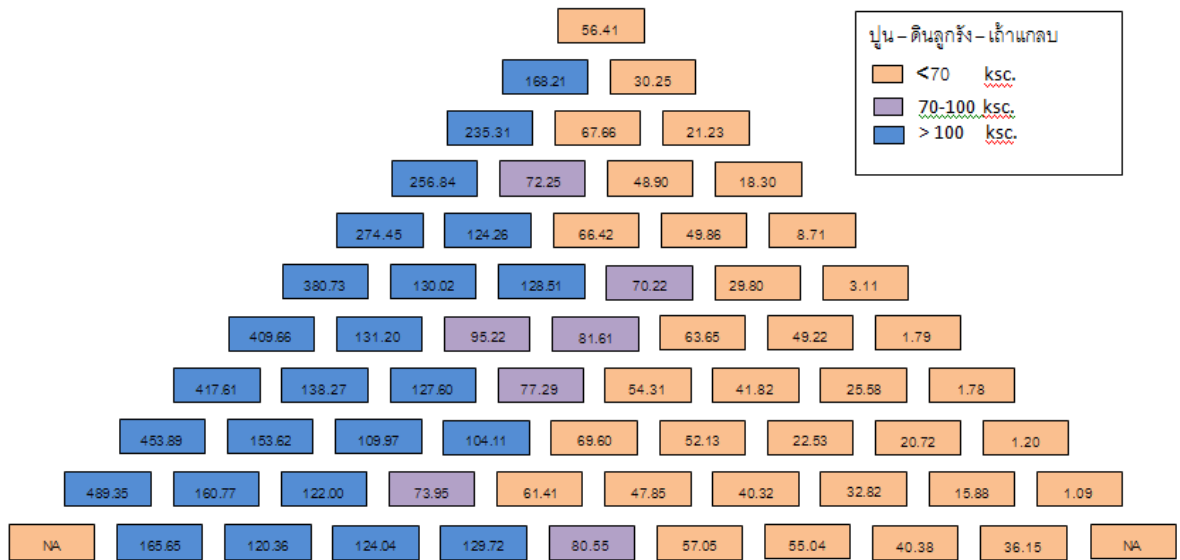 56.41
ปูน – ดินลูกรัง – เถ้าแกลบ
<70 ksc.
70-100 ksc.
> 100 ksc.
168.21 30.25
235.31 67.66 21.23
256.84 72.25 48.90 18.30
274.45 124.26 66.42 49.86 8.71
380.73 130.02 128.51 70.22 29.80 3.11
409.66 131.20 95.22 81.61 63.65 49.22 1.79
417.61 138.27 127.60 77.29 54.31 41.82 25.58 1.78
453.89 153.62 109.97 104.11 69.60 52.13 22.53 20.72 1.20
489.35 160.77 122.00 73.95 61.41 47.85 40.32 32.82 15.88 1.09
NA 165.65 120.36 124.04 129.72 80.55 57.05 55.04 40.38 36.15 NA